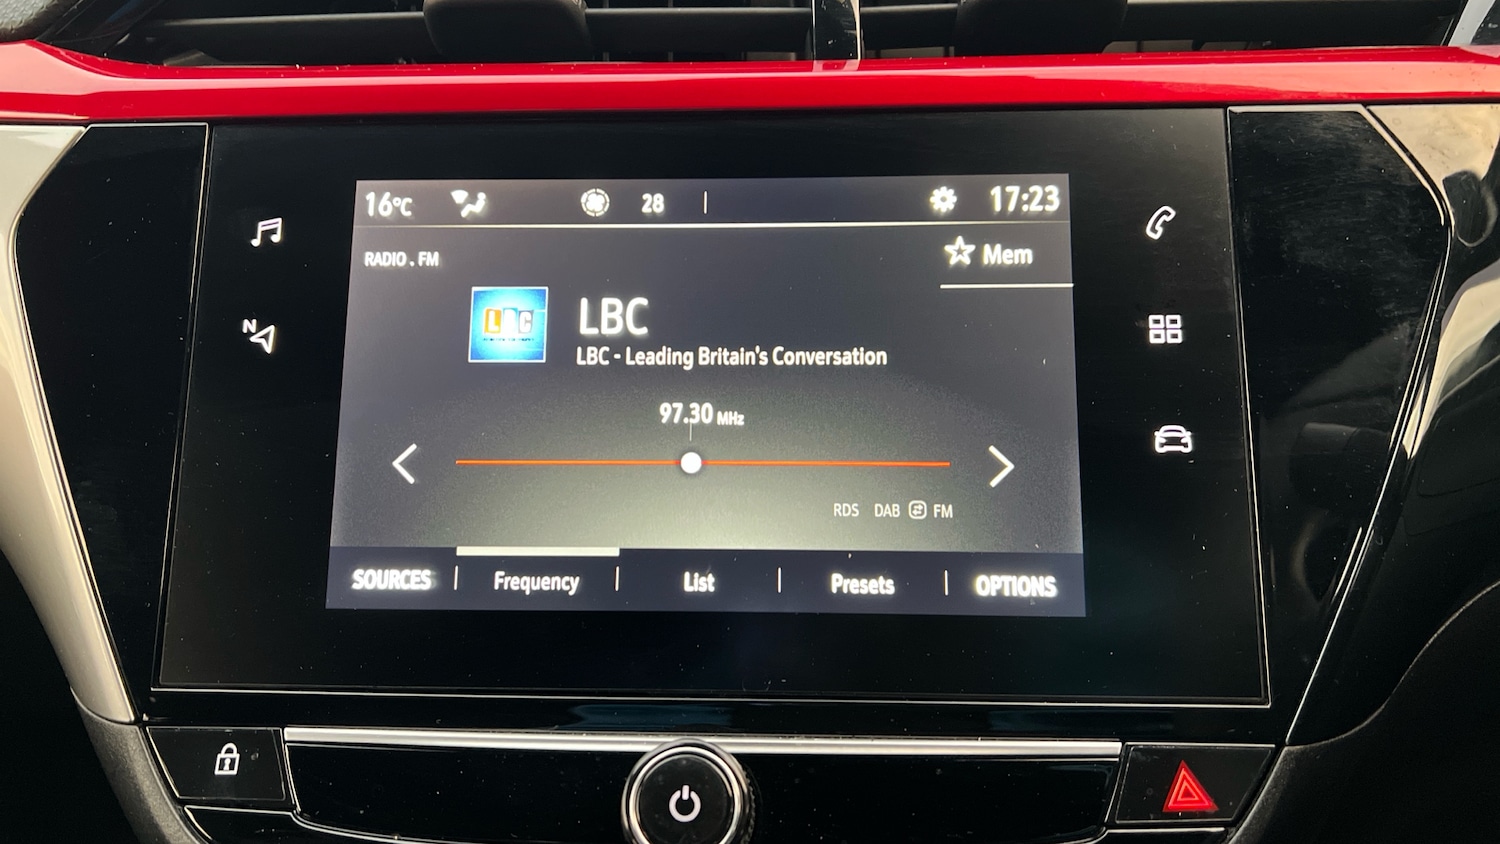 16°C 28 17:23
RADIO . FM
Mem
LBC
LBC
LBC - Leading Britain's Conversation
97.30 MHz
RDS DAB FM
SOURCES Frequency List Presets OPTIONS
N